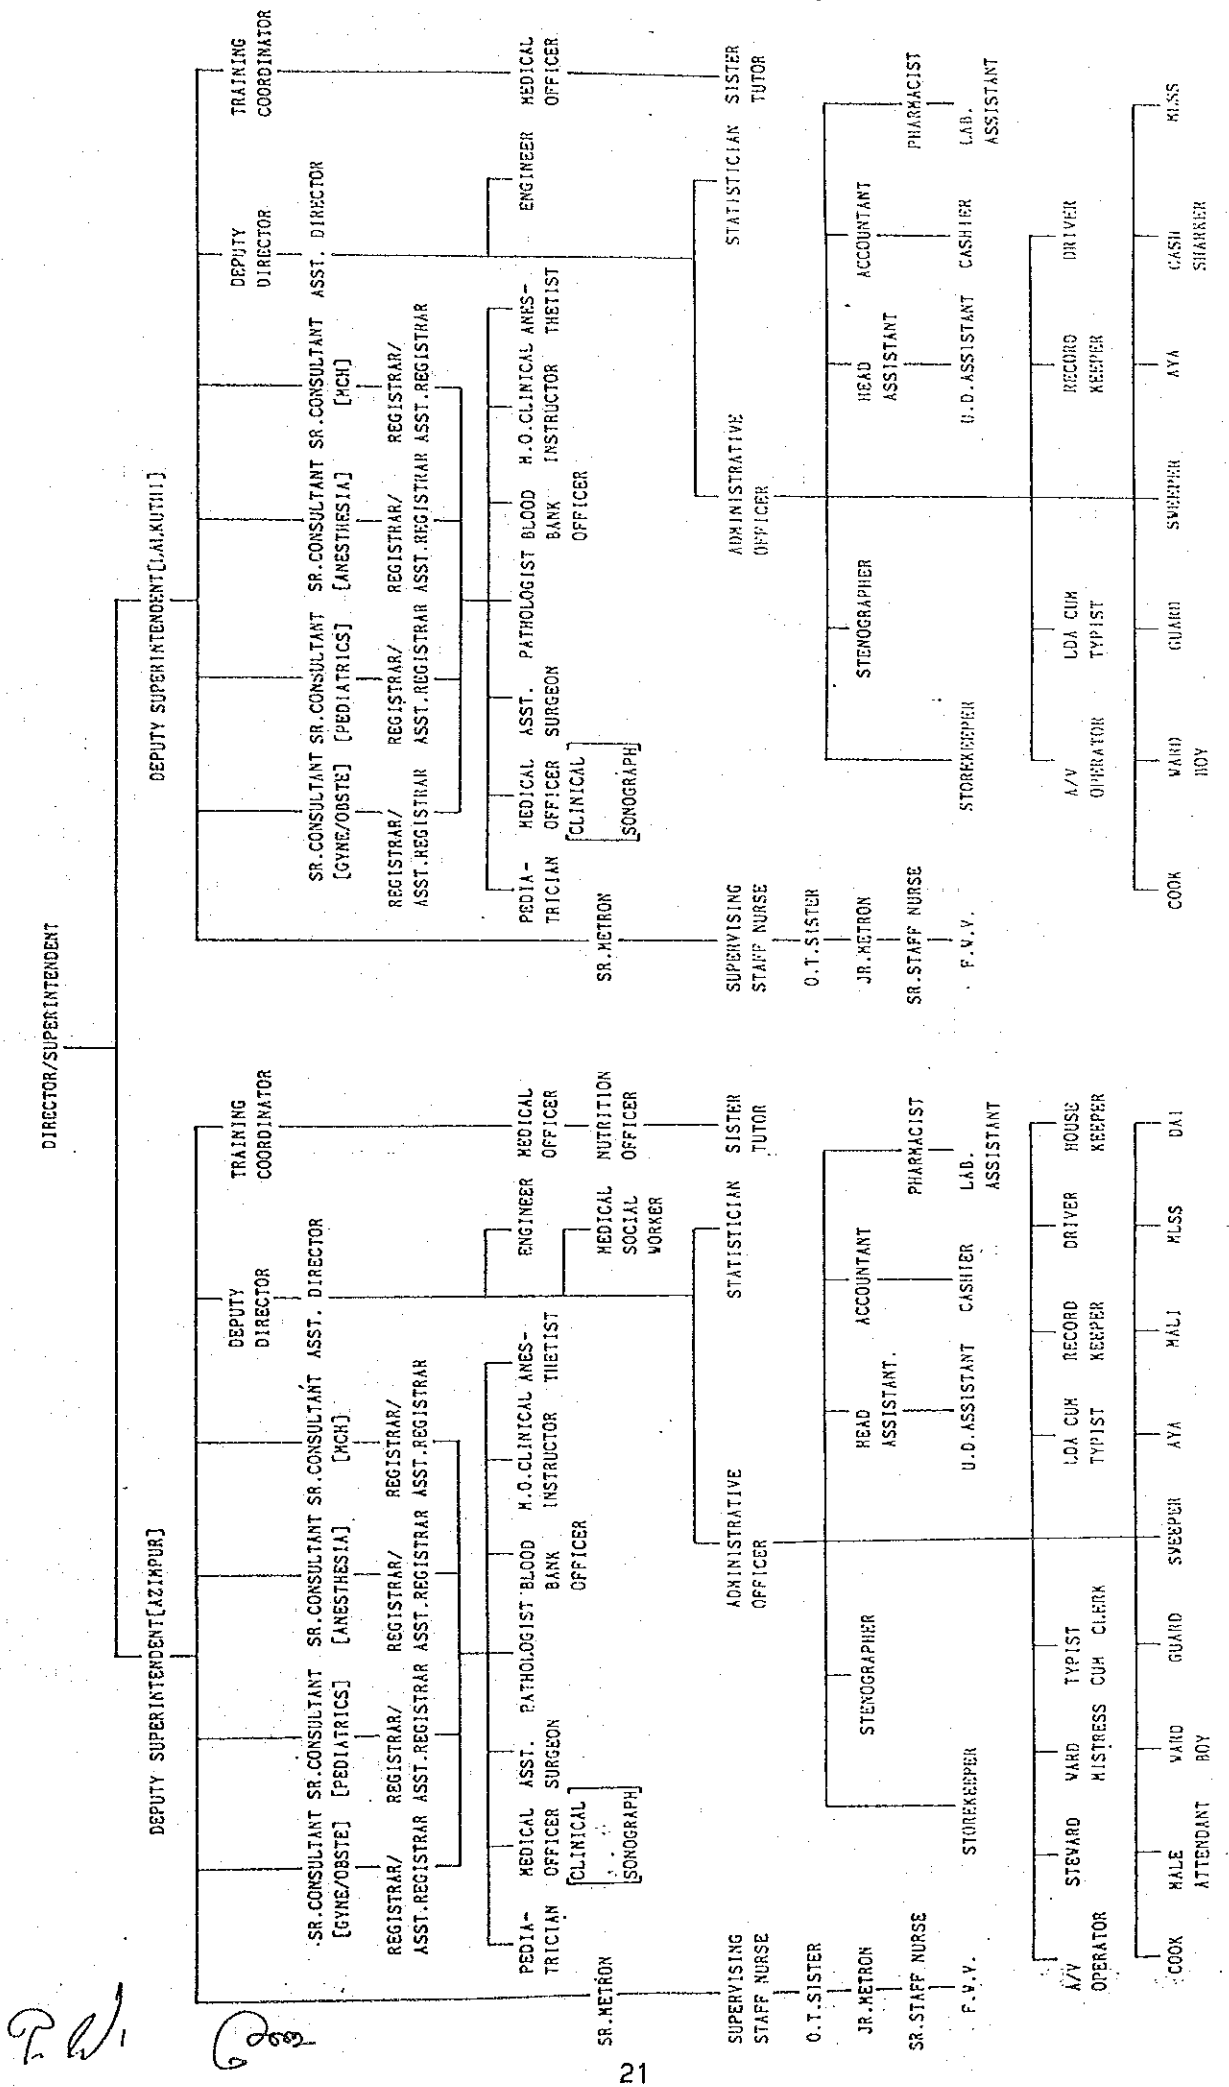 DIRECTOR/SUPERINTENDENT
DEPUTY SUPERINTENDENT[AZIMPUR]
DEPUTY SUPERINTENDENT[LALKUTHI]
DEPUTY
DIRECTOR
TRAINING
COORDINATOR
SR.CONSULTANT SR.CONSULTANT SR.CONSULTANT SR.CONSULTANT ASST. DIRECTOR
[GYNE/OBSTE] [PEDIATRICS] [ANESTHESIA] [MCH]
REGISTRAR/ REGISTRAR/ REGISTRAR/ REGISTRAR/
ASST.REGISTRAR ASST.REGISTRAR ASST.REGISTRAR ASST.REGISTRAR
PEDIA- MEDICAL ASST. PATHOLOGIST BLOOD M.O.CLINICAL ANES- ENGINEER MEDICAL
TRICIAN OFFICER SURGEON BANK INSTRUCTOR THETIST OFFICER
[CLINICAL OFFICER
SONOGRAPH]
SR.METRON MEDICAL NUTRITION
SOCIAL OFFICER
WORKER
SUPERVISING ADMINISTRATIVE STATISTICIAN SISTER
STAFF NURSE OFFICER TUTOR
O.T.SISTER
JR.METRON STENOGRAPHER HEAD ACCOUNTANT
ASSISTANT.
SR.STAFF NURSE PHARMACIST
F.W.V. STOREKEEPER U.D.ASSISTANT CASHIER LAB.
ASSISTANT
A/V STEWARD WARD TYPIST LDA CUM RECORD DRIVER HOUSE
OPERATOR MISTRESS CUM CLERK TYPIST KEEPER KEEPER
COOK MALE WARD GUARD SWEEPER AYA MALI MLSS DAI
ATTENDANT BOY
DEPUTY
DIRECTOR
TRAINING
COORDINATOR
SR.CONSULTANT SR.CONSULTANT SR.CONSULTANT SR.CONSULTANT ASST. DIRECTOR
[GYNE/OBSTE] [PEDIATRICS] [ANESTHESIA] [MCH]
REGISTRAR/ REGISTRAR/ REGISTRAR/ REGISTRAR/
ASST.REGISTRAR ASST.REGISTRAR ASST.REGISTRAR ASST.REGISTRAR
PEDIA- MEDICAL ASST. PATHOLOGIST BLOOD M.O.CLINICAL ANES- ENGINEER MEDICAL
TRICIAN OFFICER SURGEON BANK INSTRUCTOR THETIST OFFICER
[CLINICAL OFFICER
SONOGRAPH]
SR.METRON
SUPERVISING ADMINISTRATIVE STATISTICIAN SISTER
STAFF NURSE OFFICER TUTOR
O.T.SISTER
JR.METRON STENOGRAPHER HEAD ACCOUNTANT
ASSISTANT
SR.STAFF NURSE PHARMACIST
F.W.V. STOREKEEPER U.D.ASSISTANT CASHIER LAB.
ASSISTANT
A/V LDA CUM RECORD DRIVER
OPERATOR TYPIST KEEPER
COOK WARD GUARD SWEEPER AYA CASH MLSS
BOY SHARKER
21